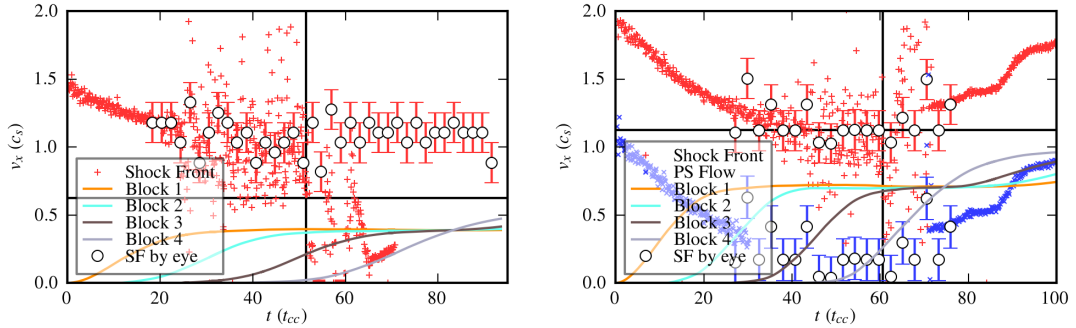 2.0
1.5
1.0
0.5
0.0
v_x (c_s)
Shock Front
Block 1
Block 2
Block 3
Block 4
SF by eye
0 20 40 60 80
t (t_cc)
2.0
1.5
1.0
0.5
0.0
v_x (c_s)
Shock Front
PS Flow
Block 1
Block 2
Block 3
Block 4
SF by eye
0 20 40 60 80 100
t (t_cc)